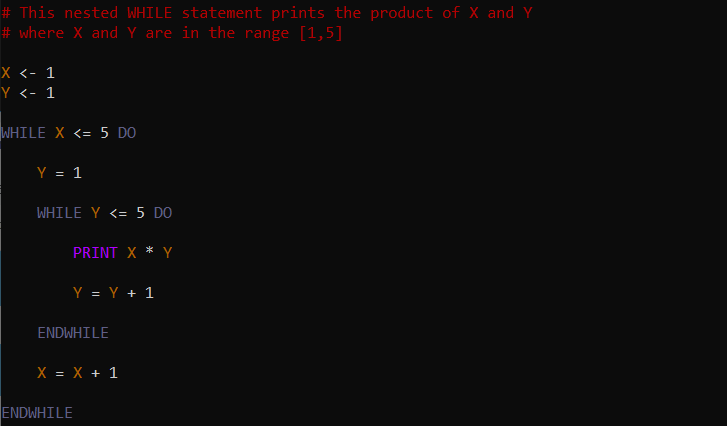 # This nested WHILE statement prints the product of X and Y
# where X and Y are in the range [1,5]
X <- 1
Y <- 1
WHILE X <= 5 DO
Y = 1
WHILE Y <= 5 DO
PRINT X * Y
Y = Y + 1
ENDWHILE
X = X + 1
ENDWHILE